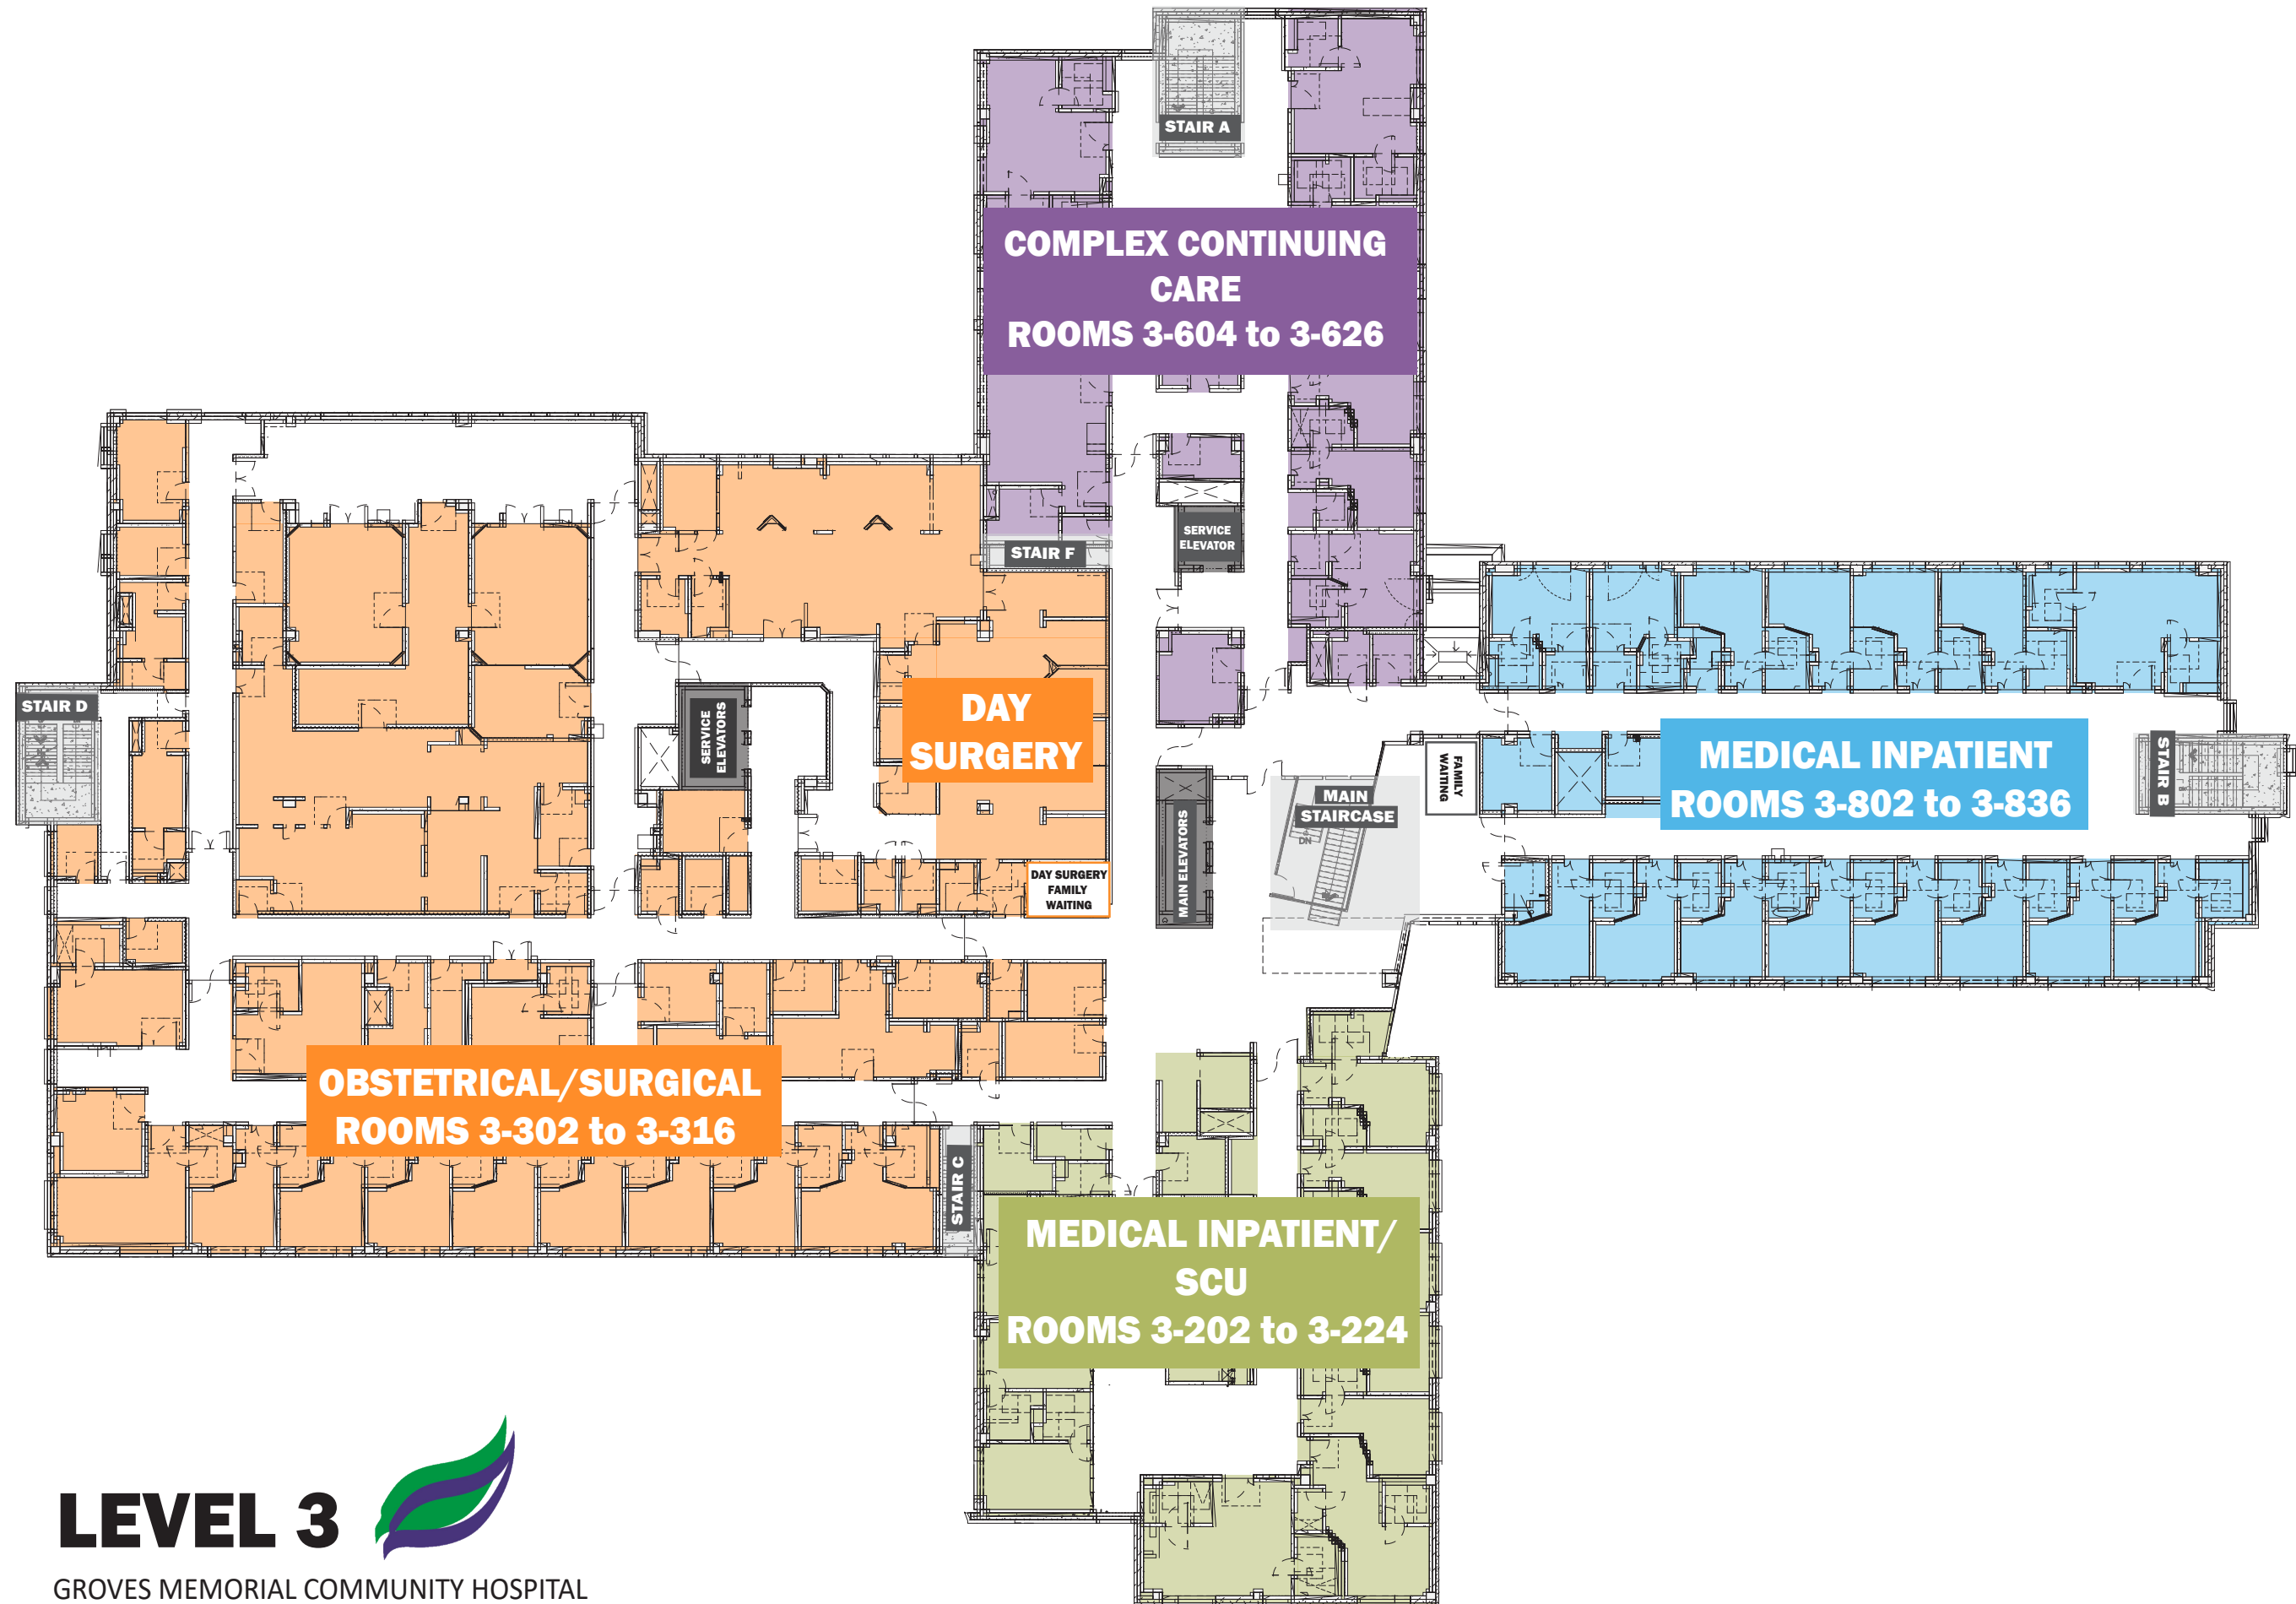 STAIR A
COMPLEX CONTINUING
CARE
ROOMS 3-604 to 3-626
SERVICE
ELEVATOR
STAIR F
STAIR D
SERVICE
ELEVATORS
DAY
SURGERY
MAIN ELEVATORS
MAIN
STAIRCASE
DN
FAMILY
WAITING
MEDICAL INPATIENT
ROOMS 3-802 to 3-836
STAIR B
DAY SURGERY
FAMILY
WAITING
OBSTETRICAL/SURGICAL
ROOMS 3-302 to 3-316
STAIR C
MEDICAL INPATIENT/
SCU
ROOMS 3-202 to 3-224
LEVEL 3
GROVES MEMORIAL COMMUNITY HOSPITAL